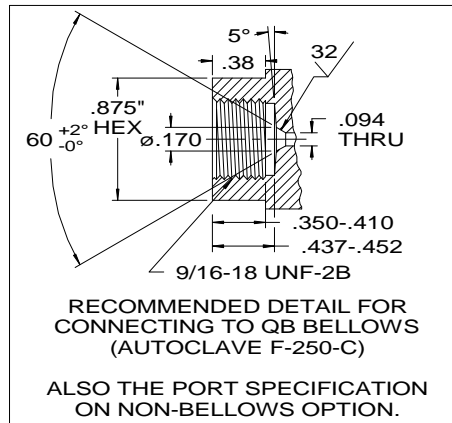 5°
.38
32
.875"
HEX
60 +2° -0°
ø.170
.094
THRU
.350-.410
.437-.452
9/16-18 UNF-2B
RECOMMENDED DETAIL FOR
CONNECTING TO QB BELLOWS
(AUTOCLAVE F-250-C)
ALSO THE PORT SPECIFICATION
ON NON-BELLOWS OPTION.